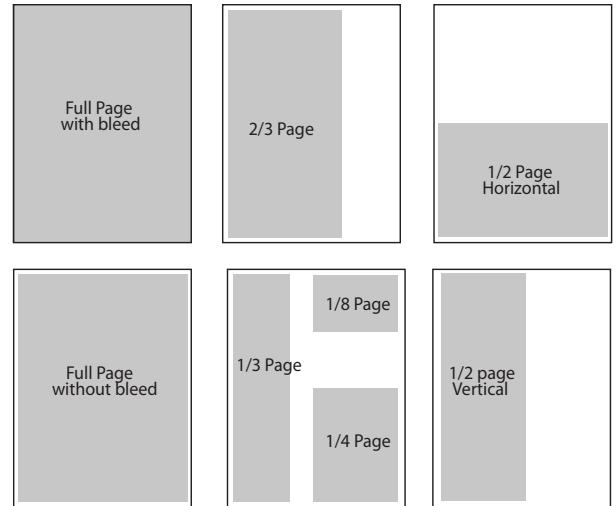 Full Page
with bleed
2/3 Page
1/2 Page
Horizontal
Full Page
without bleed
1/3 Page
1/8 Page
1/4 Page
1/2 page
Vertical